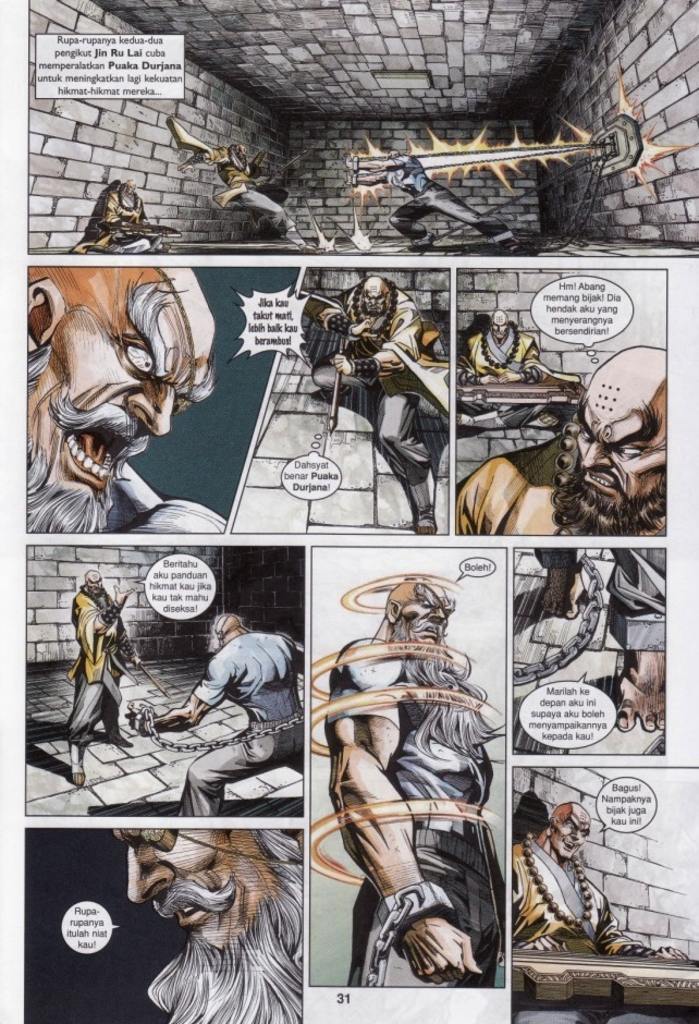 Rupa-rupanya kedua-dua
pengikut Jin Ru Lai cuba
memperalatkan Puaka Durjana
untuk meningkatkan lagi kekuatan
hikmat-hikmat mereka...
Jika kau
takut mati,
lebih baik kau
berambus!
Dahsyat
benar Puaka
Durjana!
Hm! Abang
memang bijak! Dia
hendak aku yang
menyerangnya
bersendirian!
Beritahu
aku panduan
hikmat kau jika
kau tak mahu
diseksa!
Rupa-
rupanya
itulah niat
kau!
Boleh!
Marilah ke
depan aku ini
supaya aku boleh
menyampaikannya
kepada kau!
Bagus!
Nampaknya
bijak juga
kau ini!
31